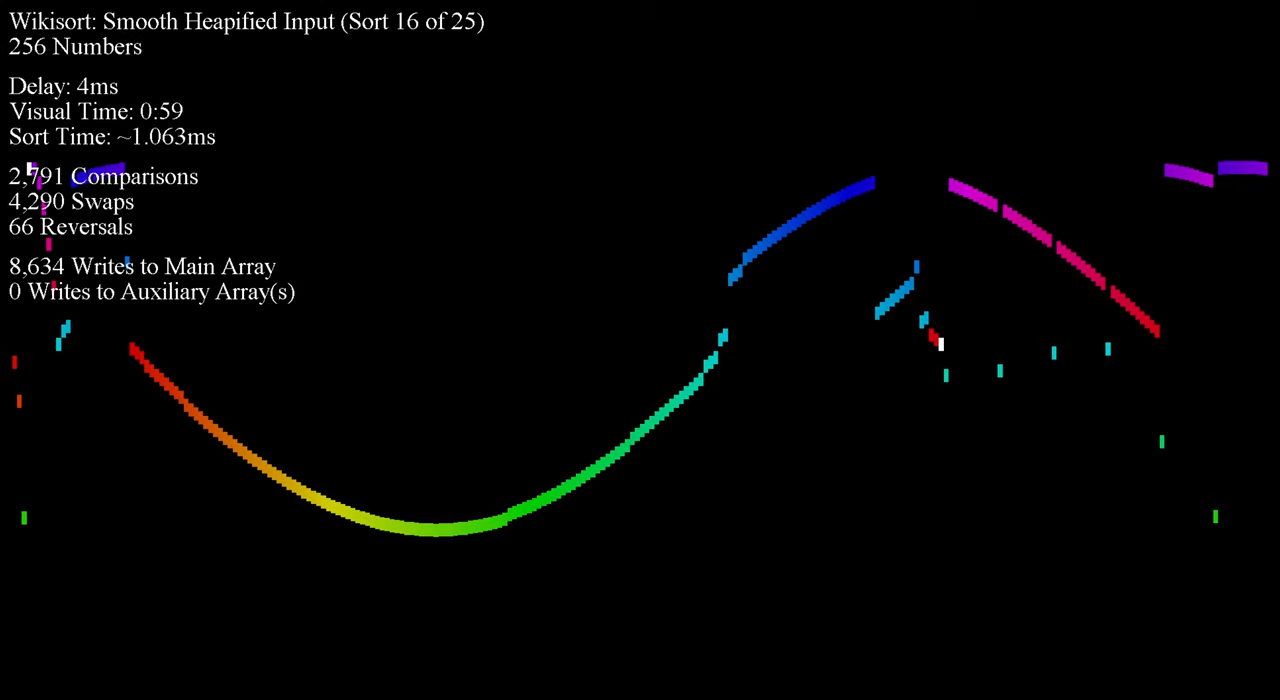 Wikisort: Smooth Heapified Input (Sort 16 of 25)
256 Numbers
Delay: 4ms
Visual Time: 0:59
Sort Time: ~1.063ms
2,791 Comparisons
4,290 Swaps
66 Reversals
8,634 Writes to Main Array
0 Writes to Auxiliary Array(s)